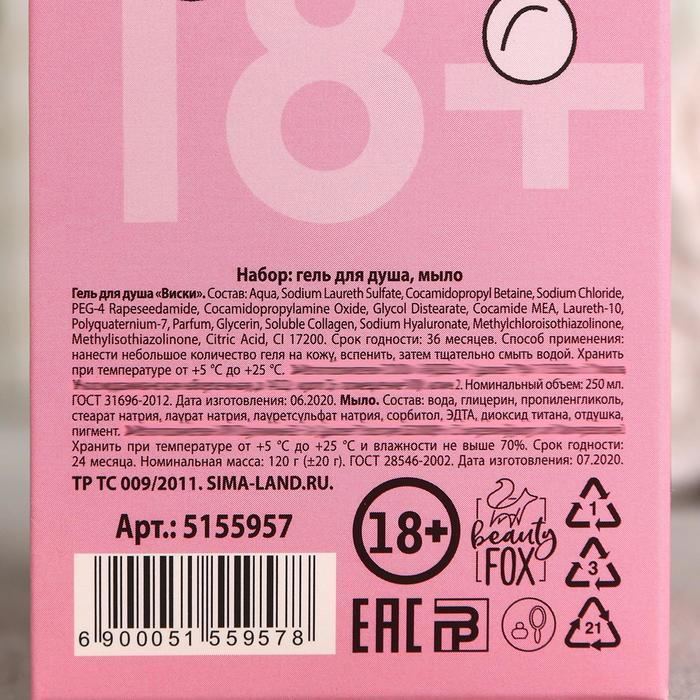 18+
Набор: гель для душа, мыло
Гель для душа «Виски». Состав: Aqua, Sodium Laureth Sulfate, Cocamidopropyl Betaine, Sodium Chloride,
PEG-4 Rapeseedamide, Cocamidopropylamine Oxide, Glycol Distearate, Cocamide MEA, Laureth-10,
Polyquaternium-7, Parfum, Glycerin, Soluble Collagen, Sodium Hyaluronate, Methylchloroisothiazolinone,
Methylisothiazolinone, Citric Acid, CI 17200. Срок годности: 36 месяцев. Способ применения:
нанести небольшое количество геля на кожу, вспенить, затем тщательно смыть водой. Хранить
при температуре от +5 °C до +25 °C.
2. Номинальный объем: 250 мл.
ГОСТ 31696-2012. Дата изготовления: 06.2020. Мыло. Состав: вода, глицерин, пропиленгликоль,
стеарат натрия, лаурат натрия, лауретсульфат натрия, сорбитол, ЭДТА, диоксид титана, отдушка,
пигмент.
Хранить при температуре от +5 °C до +25 °C и влажности не выше 70%. Срок годности:
24 месяца. Номинальная масса: 120 г (±20 г). ГОСТ 28546-2002. Дата изготовления: 07.2020.
ТР ТС 009/2011. SIMA-LAND.RU.
Арт.: 5155957
18+
beauty
FOX
1
3
21
6 900051 559578
EAC